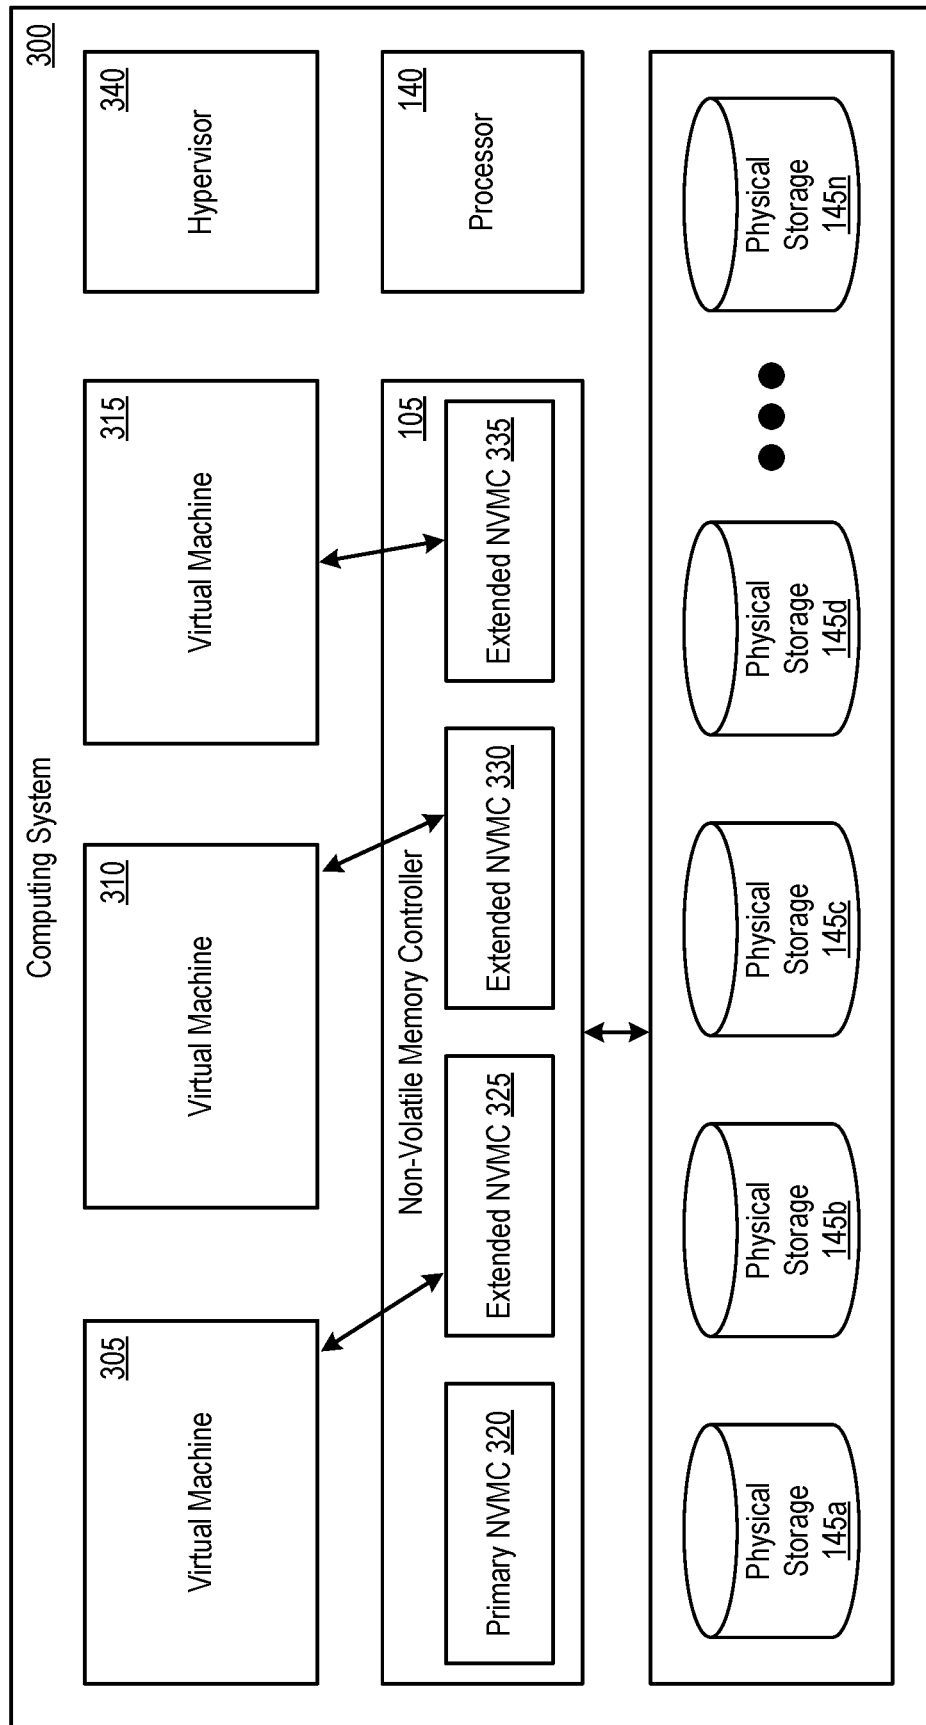 Computing System
300
Virtual Machine
305
Virtual Machine
310
Virtual Machine
315
Hypervisor
340
Non-Volatile Memory Controller
105
Primary NVMC 320
Extended NVMC 325
Extended NVMC 330
Extended NVMC 335
Processor
140
Physical
Storage
145a
Physical
Storage
145b
Physical
Storage
145c
Physical
Storage
145d
Physical
Storage
145n